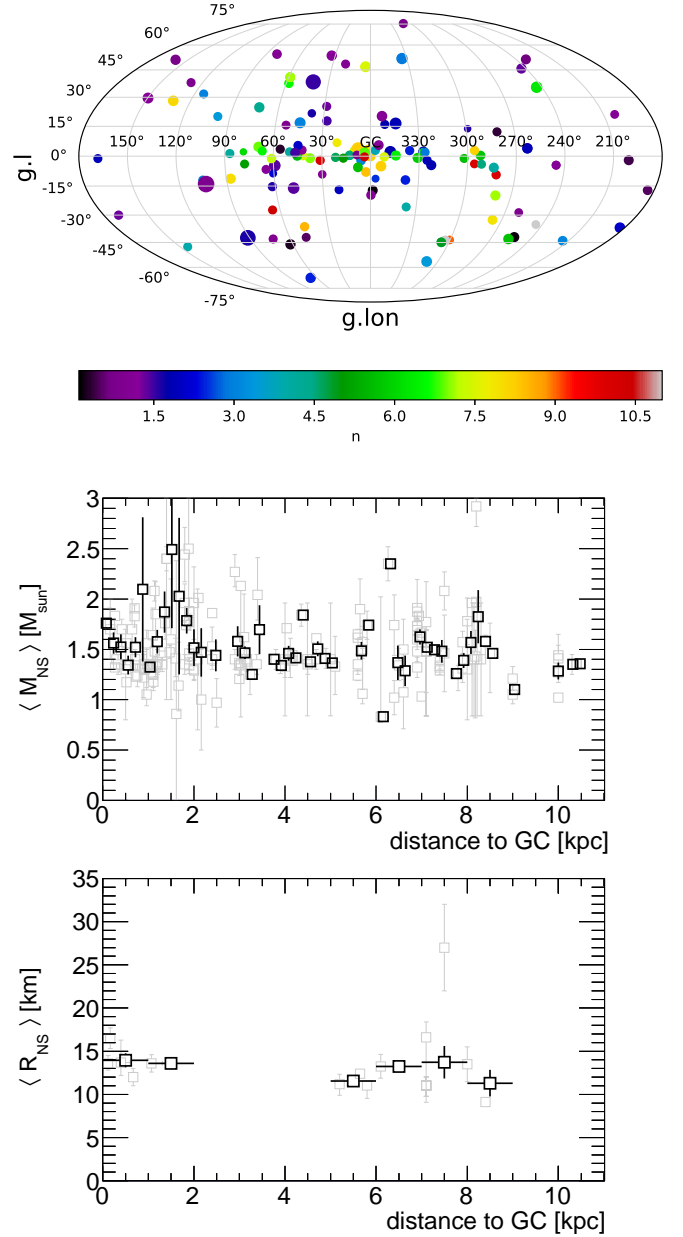 75°
60°
45°
30°
15°
150° 120° 90° 60° 30° GC 330° 300° 270° 240° 210°
0°
-15°
-30°
-45°
-60°
-75°
g.l
g.lon
1.5 3.0 4.5 6.0 7.5 9.0 10.5
n
3
2.5
2
1.5
1
0.5
0
0 2 4 6 8 10
⟨ M_NS ⟩ [M_sun]
distance to GC [kpc]
35
30
25
20
15
10
5
0
0 2 4 6 8 10
⟨ R_NS ⟩ [km]
distance to GC [kpc]